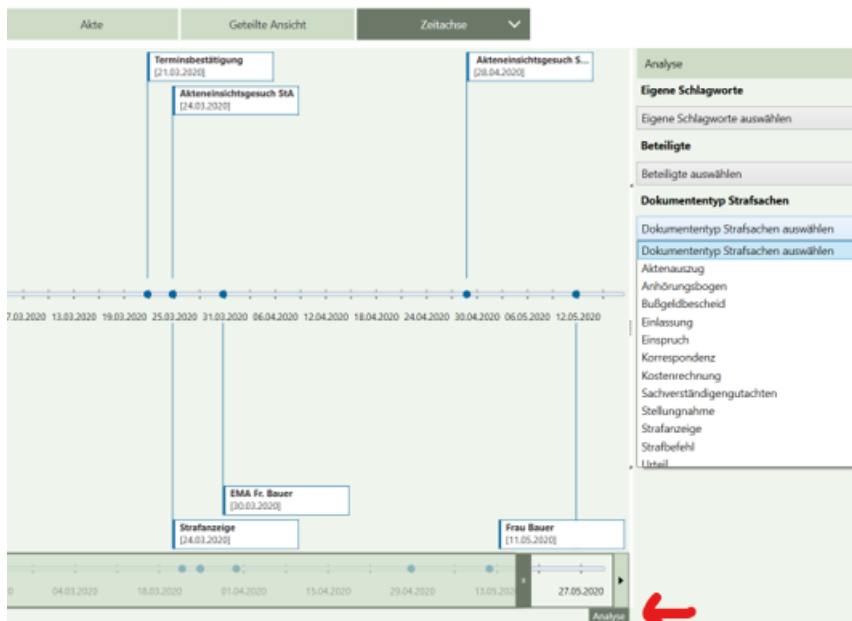 Akte
Geteilte Ansicht
Zeitachse
Terminsbestätigung
[21.03.2020]
Akteneinsichtsgesuch StA
[24.03.2020]
Akteneinsichtsgesuch S...
[28.04.2020]
7.03.2020 13.03.2020 19.03.2020 25.03.2020 31.03.2020 06.04.2020 12.04.2020 18.04.2020 24.04.2020 30.04.2020 06.05.2020 12.05.2020
EMA Fr. Bauer
[30.03.2020]
Strafanzeige
[24.03.2020]
Frau Bauer
[11.05.2020]
04.03.2020 18.03.2020 01.04.2020 15.04.2020 29.04.2020 13.05.202 27.05.2020
Analyse
Analyse
Eigene Schlagworte
Eigene Schlagworte auswählen
Beteiligte
Beteiligte auswählen
Dokumententyp Strafsachen
Dokumententyp Strafsachen auswählen
Dokumententyp Strafsachen auswählen
Aktenauszug
Anhörungsbogen
Bußgeldbescheid
Einlassung
Einspruch
Korrespondenz
Kostenrechnung
Sachverständigengutachten
Stellungnahme
Strafanzeige
Strafbefehl
Urteil